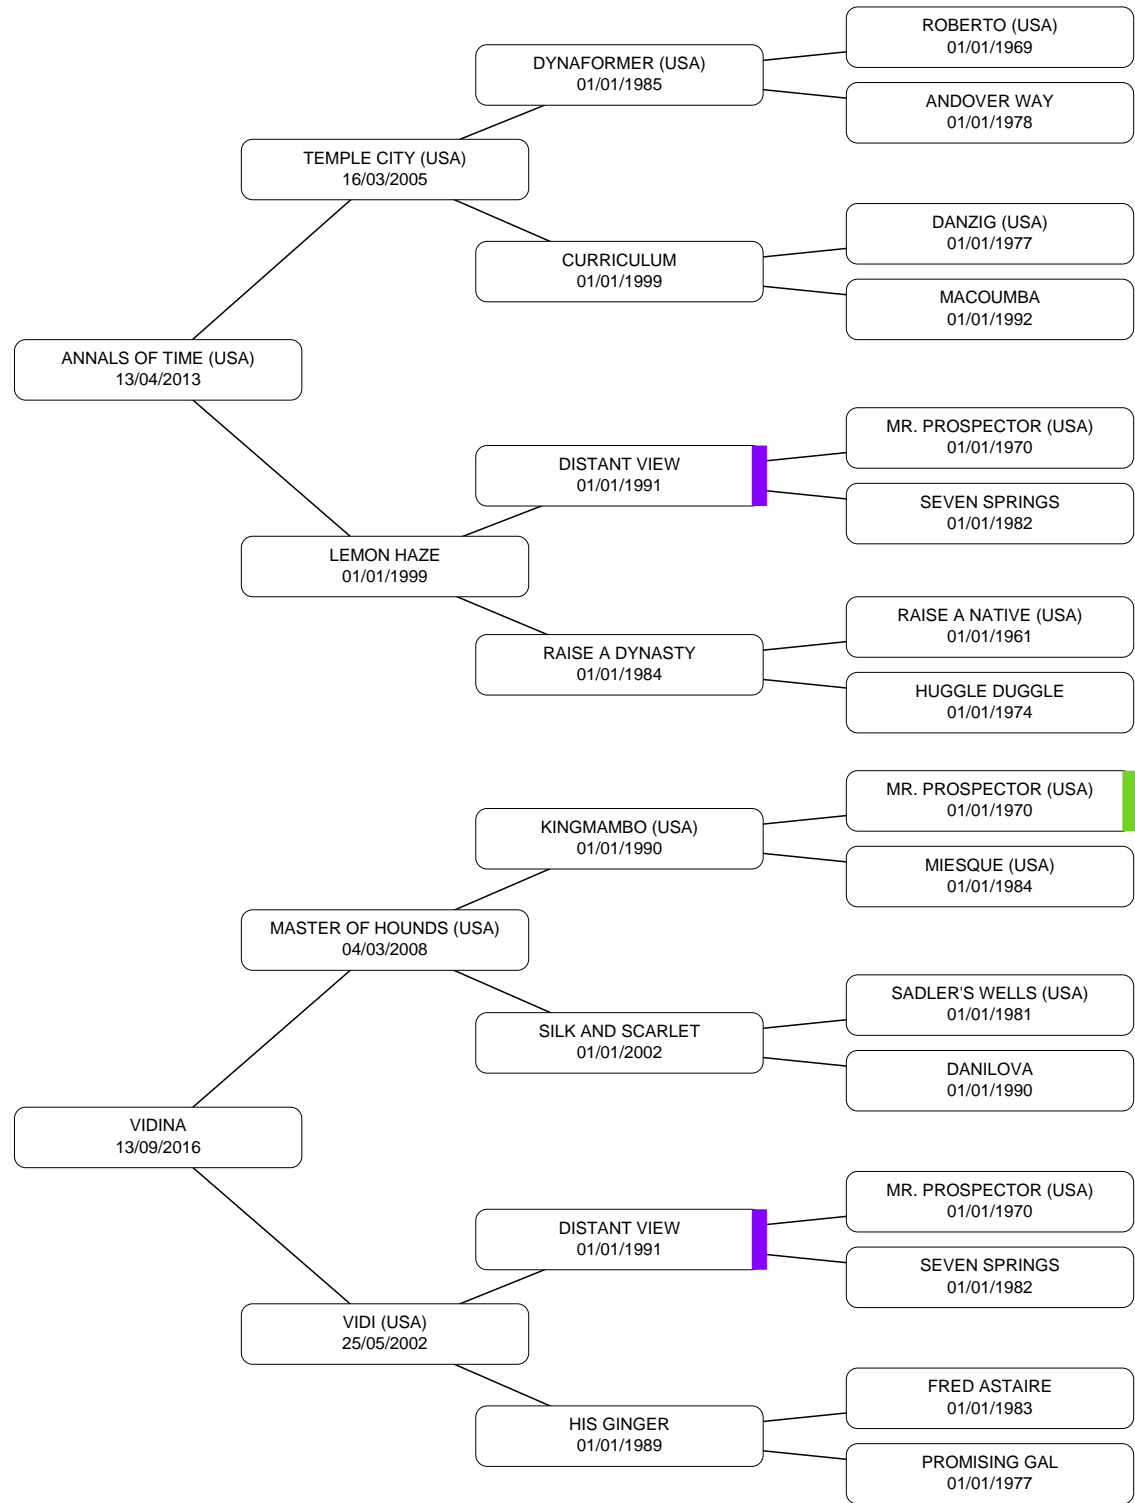 ROBERTO (USA)
01/01/1969
DYNAFORMER (USA)
01/01/1985
ANDOVER WAY
01/01/1978
TEMPLE CITY (USA)
16/03/2005
DANZIG (USA)
01/01/1977
CURRICULUM
01/01/1999
MACOUMBA
01/01/1992
ANNALS OF TIME (USA)
13/04/2013
MR. PROSPECTOR (USA)
01/01/1970
DISTANT VIEW
01/01/1991
SEVEN SPRINGS
01/01/1982
LEMON HAZE
01/01/1999
RAISE A NATIVE (USA)
01/01/1961
RAISE A DYNASTY
01/01/1984
HUGGLE DUGGLE
01/01/1974
MR. PROSPECTOR (USA)
01/01/1970
KINGMAMBO (USA)
01/01/1990
MIESQUE (USA)
01/01/1984
MASTER OF HOUNDS (USA)
04/03/2008
SADLER'S WELLS (USA)
01/01/1981
SILK AND SCARLET
01/01/2002
DANILOVA
01/01/1990
VIDINA
13/09/2016
MR. PROSPECTOR (USA)
01/01/1970
DISTANT VIEW
01/01/1991
SEVEN SPRINGS
01/01/1982
VIDI (USA)
25/05/2002
FRED ASTAIRE
01/01/1983
HIS GINGER
01/01/1989
PROMISING GAL
01/01/1977